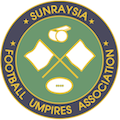 SUNRAYSIA
FOOTBALL UMPIRES ASSOCIATION